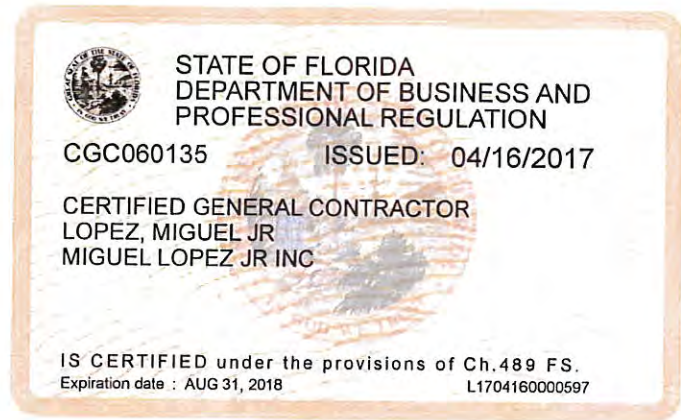 STATE OF FLORIDA
DEPARTMENT OF BUSINESS AND
PROFESSIONAL REGULATION
CGC060135 ISSUED: 04/16/2017
CERTIFIED GENERAL CONTRACTOR
LOPEZ, MIGUEL JR
MIGUEL LOPEZ JR INC
IS CERTIFIED under the provisions of Ch.489 FS.
Expiration date : AUG 31, 2018 L1704160000597